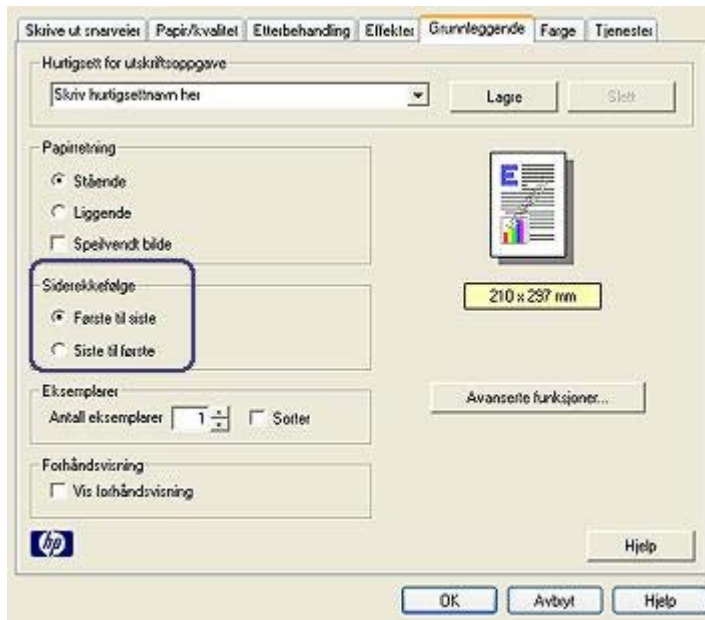 Skrive ut snarveier Papir/kvalitet Etterbehandling Effekter Grunnleggende Farge Tjenester
Hurtigsett for utskriftsoppgave
Skriv hurtigsettnavn her Lagre Slett
Papirretning
Stående
Liggende
Speilvendt bilde
E
210 x 297 mm
Siderekkefølge
Første til siste
Siste til første
Eksemplarer
Antall eksemplarer 1 Sorter
Avanserte funksjoner...
Forhåndsvisning
Vis forhåndsvisning
hp
Hjelp
OK Avbryt Hjelp